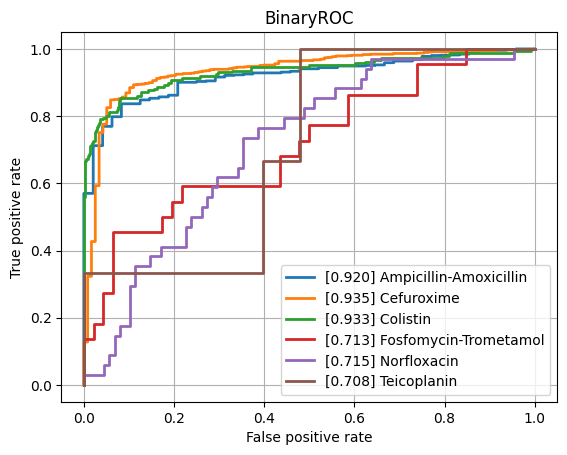 BinaryROC
True positive rate
1.0
0.8
0.6
0.4
0.2
0.0
[0.920] Ampicillin-Amoxicillin
[0.935] Cefuroxime
[0.933] Colistin
[0.713] Fosfomycin-Trometamol
[0.715] Norfloxacin
[0.708] Teicoplanin
0.0 0.2 0.4 0.6 0.8 1.0
False positive rate